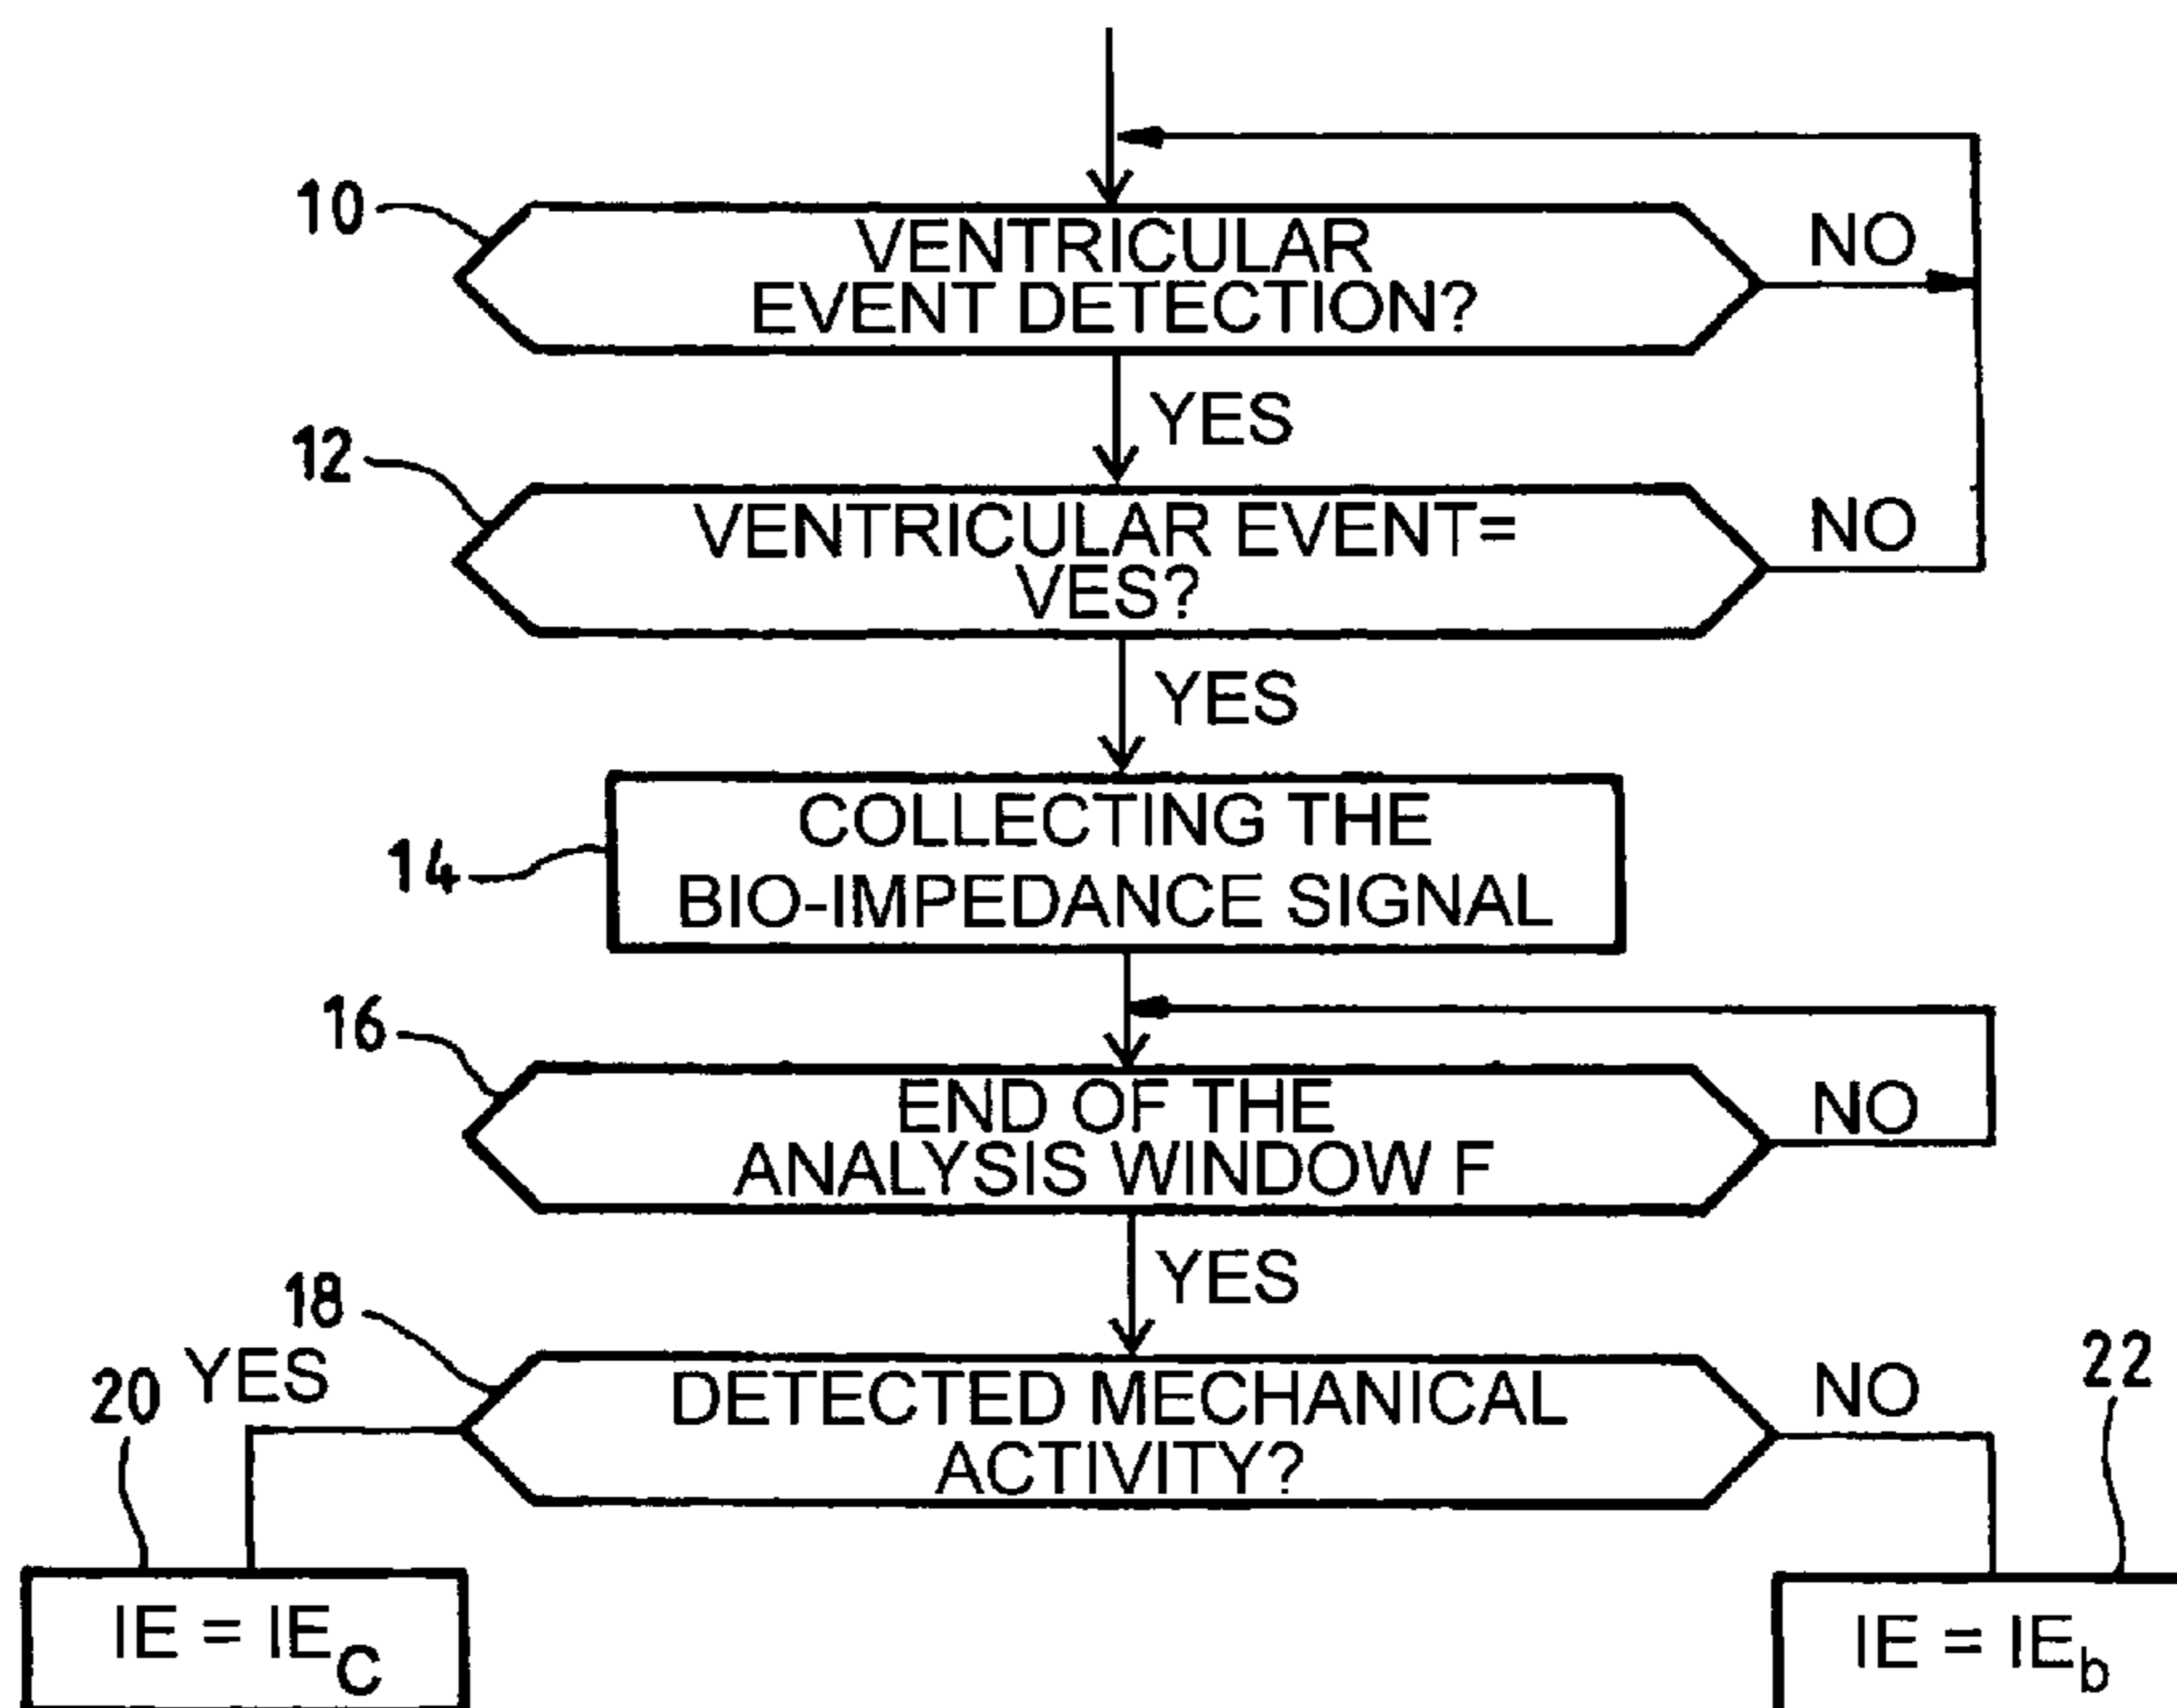 10
VENTRICULAR
EVENT DETECTION?
NO
YES
12
VENTRICULAR EVENT=
VES?
NO
YES
14
COLLECTING THE
BIO-IMPEDANCE SIGNAL
16
END OF THE
ANALYSIS WINDOW F
NO
YES
18
20
YES
DETECTED MECHANICAL
ACTIVITY?
NO
22
IE = IEC
IE = IEb